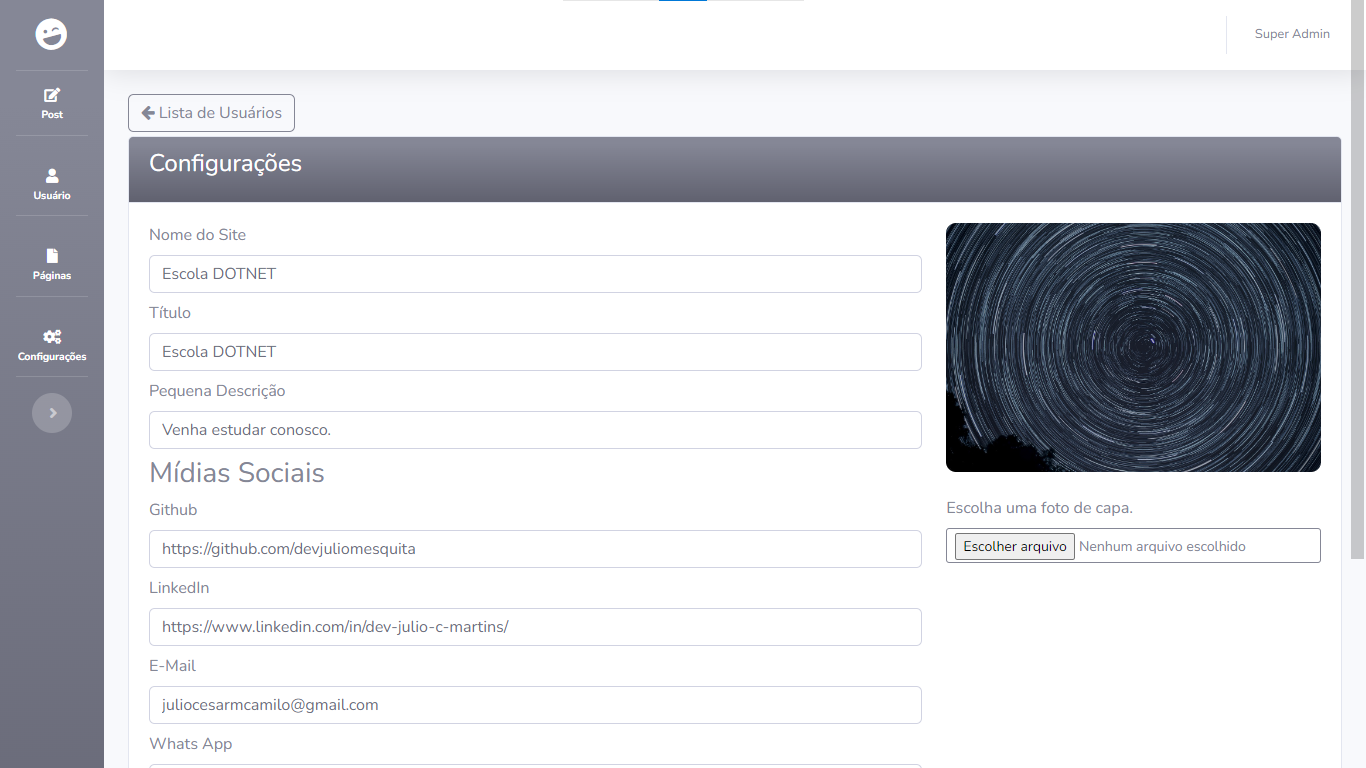 Super Admin
Post
Usuário
Páginas
Configurações
Lista de Usuários
Configurações
Nome do Site
Escola DOTNET
Título
Escola DOTNET
Pequena Descrição
Venha estudar conosco.
Mídias Sociais
Github
https://github.com/devjuliomesquita
LinkedIn
https://www.linkedin.com/in/dev-julio-c-martins/
E-Mail
juliocesarmcamilo@gmail.com
Whats App
Escolha uma foto de capa.
Escolher arquivo Nenhum arquivo escolhido